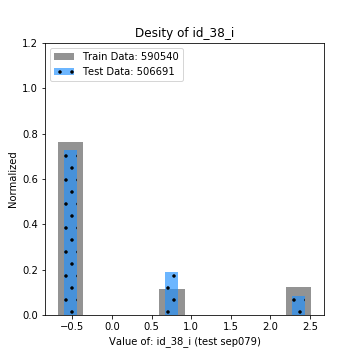 Desity of id_38_i
Train Data: 590540
Test Data: 506691
Normalized
1.2
1.0
0.8
0.6
0.4
0.2
0.0
−0.5
0.0
0.5
1.0
1.5
2.0
2.5
Value of: id_38_i (test sep079)